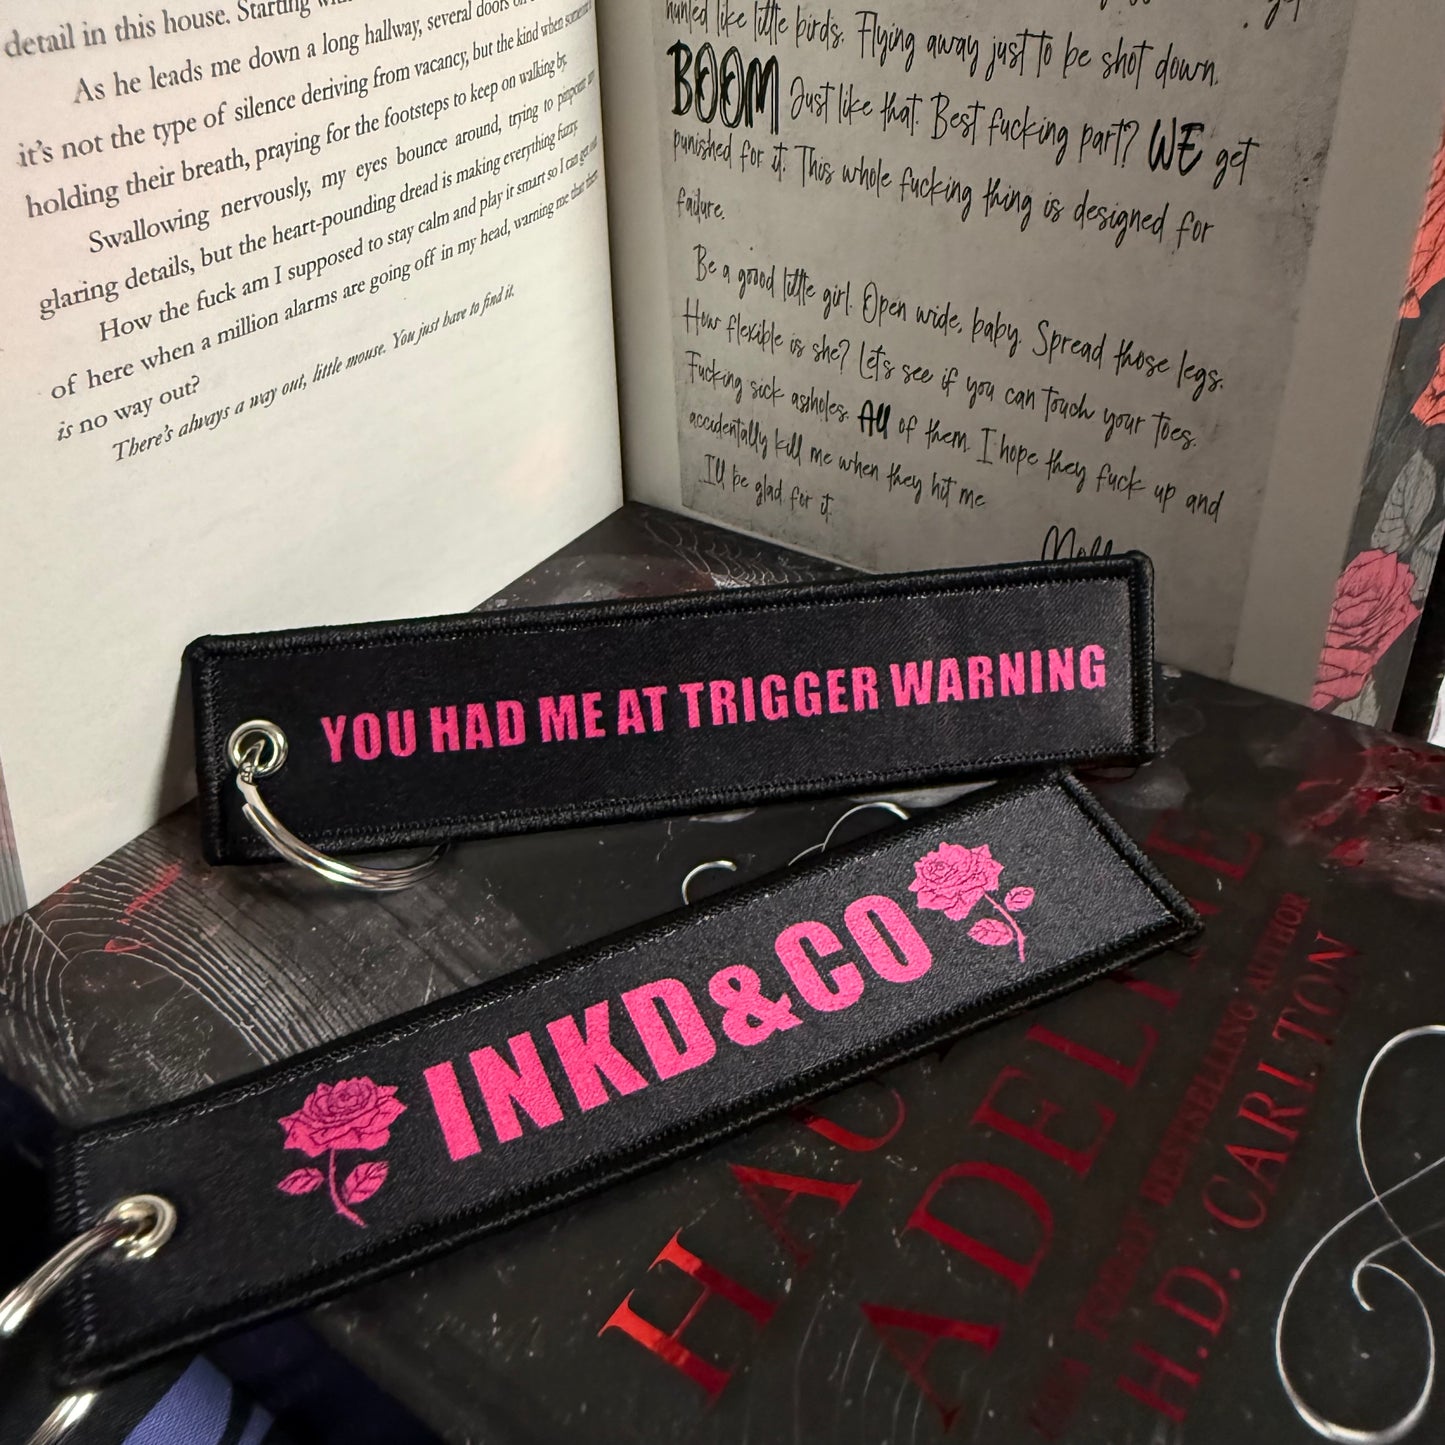 detail in this house. Starting
As he leads me down a long hallway, several doors
it's not the type of silence deriving from vacancy, but the kind when
holding their breath, praying for the footsteps to keep on walking by.
Swallowing nervously, my eyes bounce around, trying to pinpoint
glaring details, but the heart-pounding dread is making everything fuzzy.
How the fuck am I supposed to stay calm and play it smart so I can get out
of here when a million alarms are going off in my head, warning me that there
is no way out?
There's always a way out, little mouse. You just have to find it.
hunted like little birds. Flying away just to be shot down.
BOOM Just like that. Best fucking part? WE get
punished for it. This whole fucking thing is designed for
failure.
Be a good little girl. Open wide, baby. Spread those legs.
How flexible is she? Let's see if you can touch your toes.
Fucking sick assholes. All of them. I hope they fuck up and
accidentally kill me when they hit me
I'll be glad for it.
YOU HAD ME AT TRIGGER WARNING
INKD&CO
ADELINE
BESTSELLING AUTHOR
H.D. CARLTON